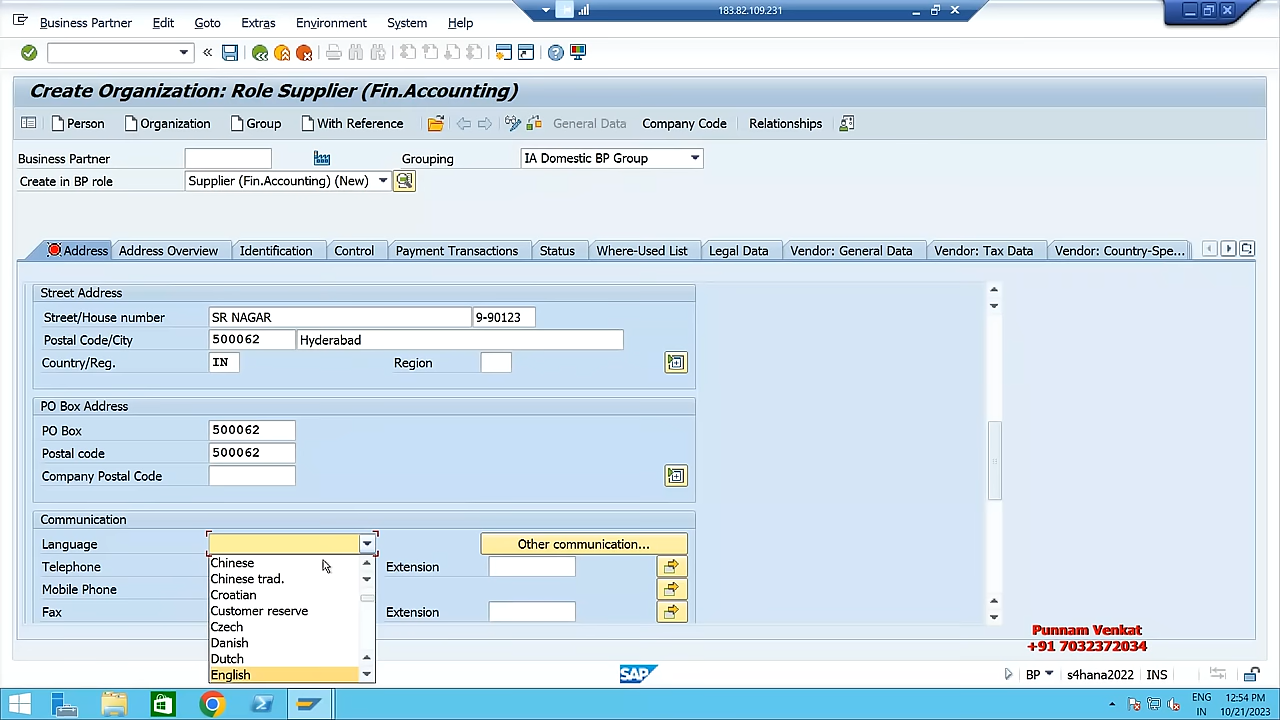 183.82.109.231
Business Partner Edit Goto Extras Environment System Help
Create Organization: Role Supplier (Fin.Accounting)
Person Organization Group With Reference General Data Company Code Relationships
Business Partner Grouping IA Domestic BP Group
Create in BP role Supplier (Fin.Accounting) (New)
Address Address Overview Identification Control Payment Transactions Status Where-Used List Legal Data Vendor: General Data Vendor: Tax Data Vendor: Country-Spe...
Street Address
Street/House number SR NAGAR 9-90123
Postal Code/City 500062 Hyderabad
Country/Reg. IN Region
PO Box Address
PO Box 500062
Postal code 500062
Company Postal Code
Communication
Language Other communication...
Chinese
Telephone Extension
Chinese trad.
Mobile Phone
Croatian
Customer reserve
Fax Extension
Czech
Danish
Dutch
English
Punnam Venkat
+91 7032372034
SAP
BP s4hana2022 INS
ENG 12:54 PM
IN 10/21/2023